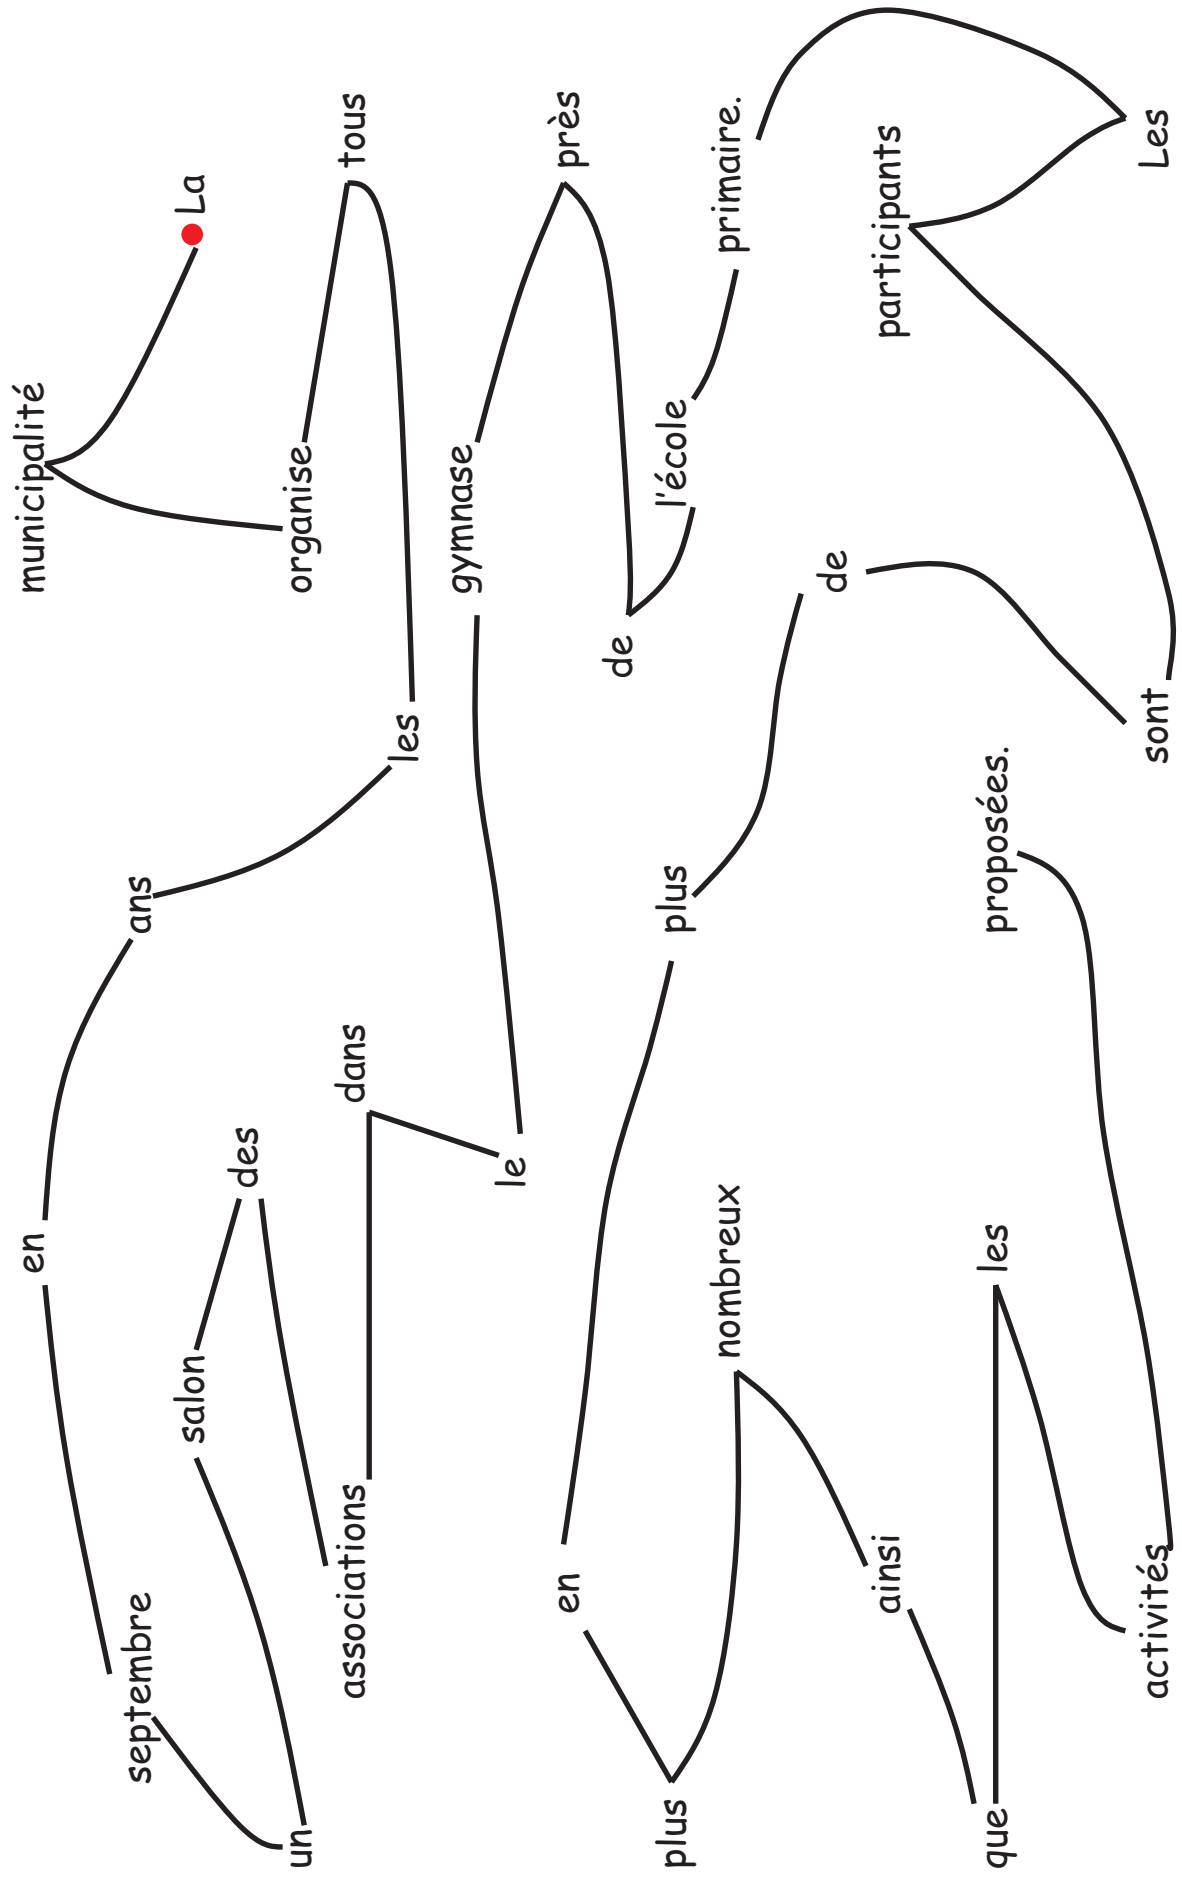 La
municipalité
organise
tous
les
ans
en
septembre
un
salon
des
associations
dans
le
gymnase
près
de
l'école
primaire.
Les
participants
sont
de
plus
en
plus
nombreux
ainsi
que
les
activités
proposées.